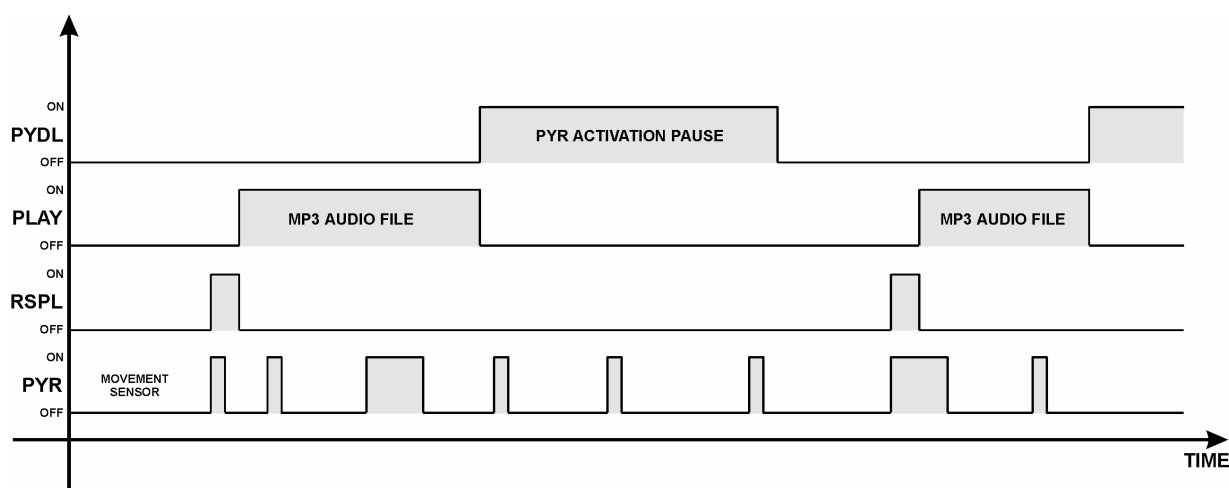 ON
PYDL
PYR ACTIVATION PAUSE
OFF
ON
PLAY
MP3 AUDIO FILE
MP3 AUDIO FILE
OFF
ON
RSPL
OFF
ON
PYR
MOVEMENT
SENSOR
OFF
TIME